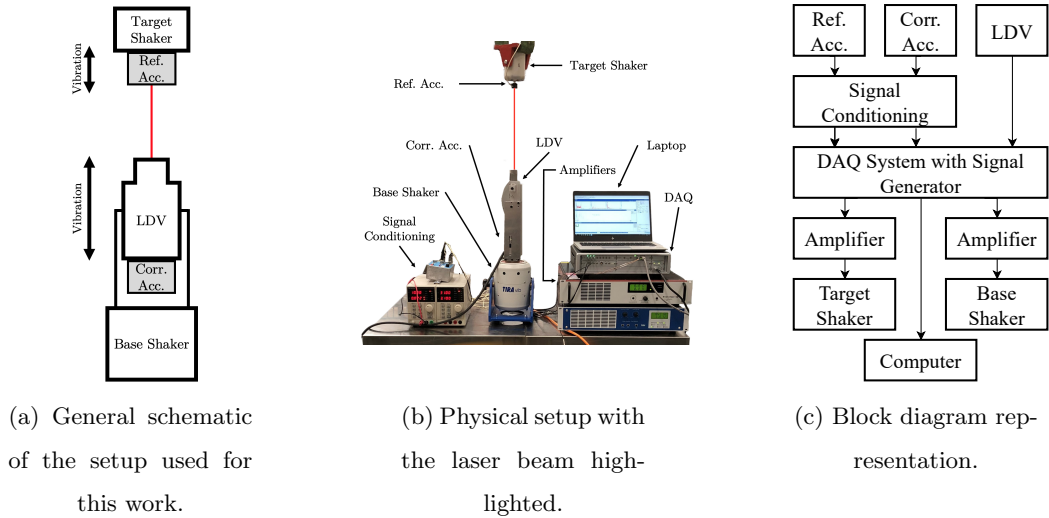 Target
Shaker
Vibration
Ref.
Acc.
Vibration
LDV
Corr.
Acc.
Base Shaker
(a) General schematic
of the setup used for
this work.
Target Shaker
Ref. Acc.
Corr. Acc.
LDV
Laptop
Amplifiers
Base Shaker
DAQ
Signal
Conditioning
TIRA
(b) Physical setup with
the laser beam high-
lighted.
Ref.
Acc.
Corr.
Acc.
LDV
Signal
Conditioning
DAQ System with Signal
Generator
Amplifier
Amplifier
Target
Shaker
Base
Shaker
Computer
(c) Block diagram rep-
resentation.